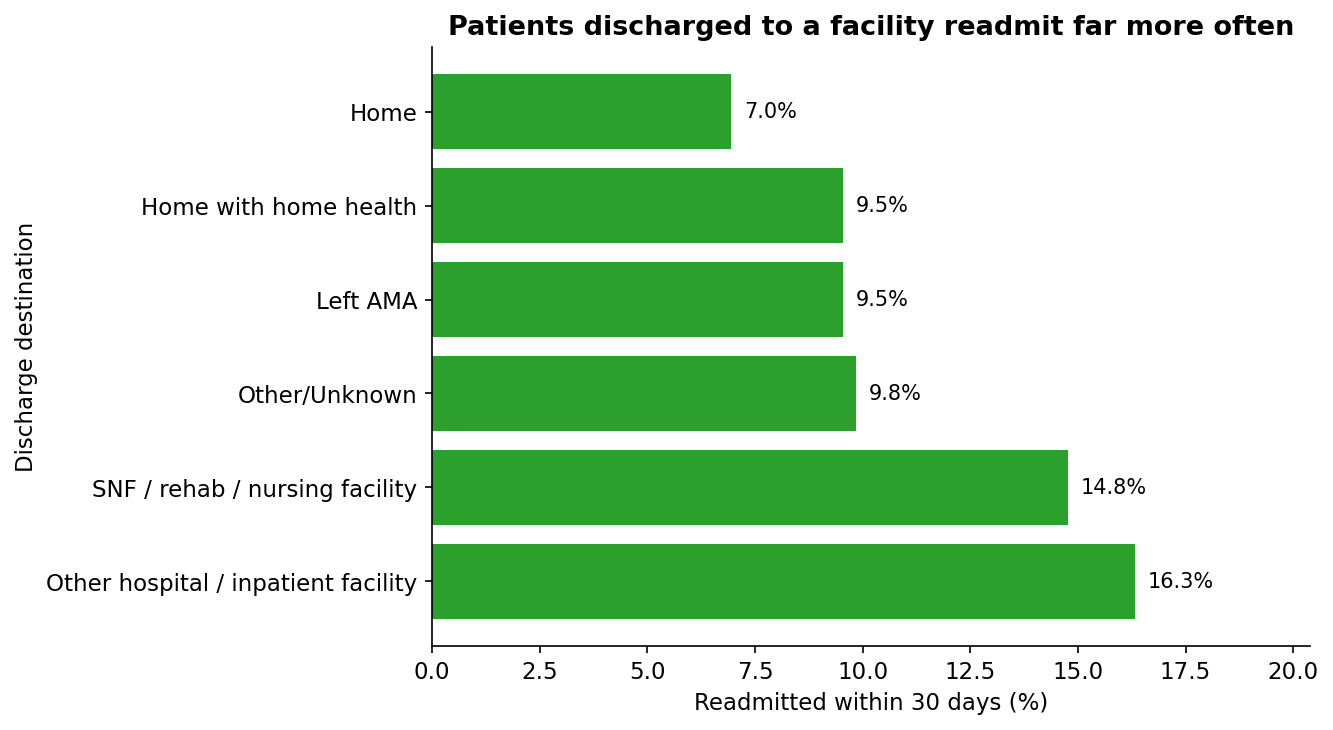 Patients discharged to a facility readmit far more often
Discharge destination
Home
7.0%
Home with home health
9.5%
Left AMA
9.5%
Other/Unknown
9.8%
SNF / rehab / nursing facility
14.8%
Other hospital / inpatient facility
16.3%
0.0 2.5 5.0 7.5 10.0 12.5 15.0 17.5 20.0
Readmitted within 30 days (%)